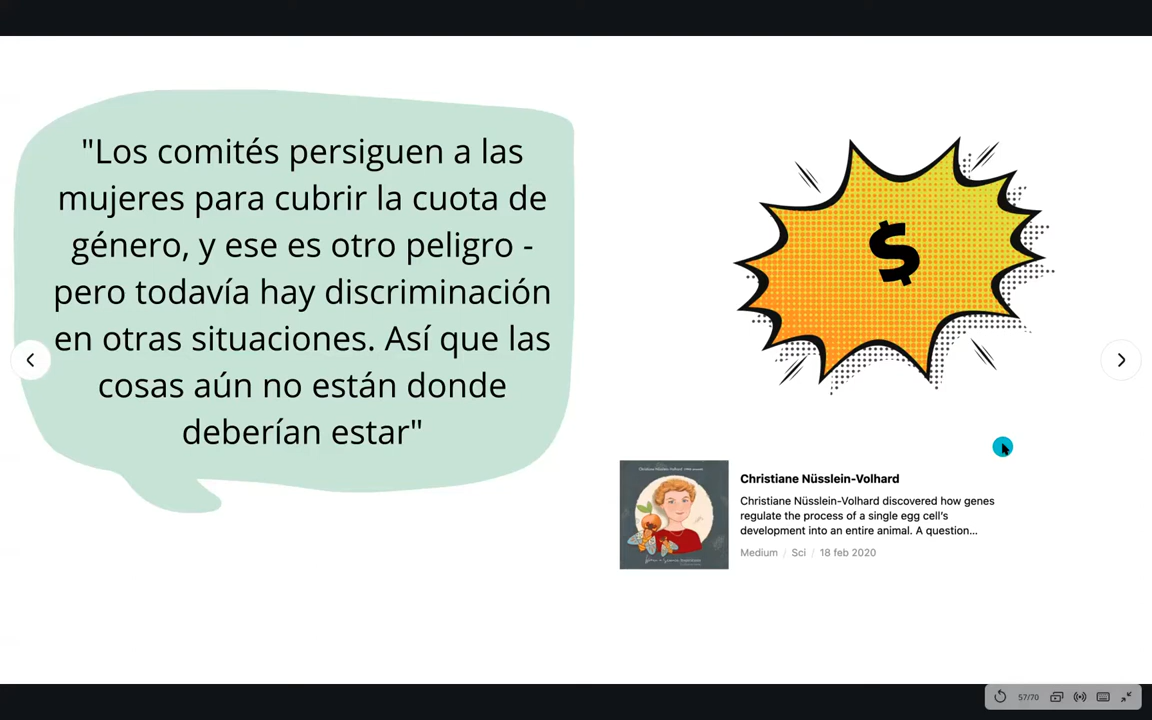 "Los comités persiguen a las
mujeres para cubrir la cuota de
género, y ese es otro peligro -
pero todavía hay discriminación
en otras situaciones. Así que las
cosas aún no están donde
deberían estar"
$
Christiane Nüsslein-Volhard
Christiane Nüsslein-Volhard discovered how genes
regulate the process of a single egg cell's
development into an entire animal. A question...
Medium / Sci / 18 feb 2020
57/70